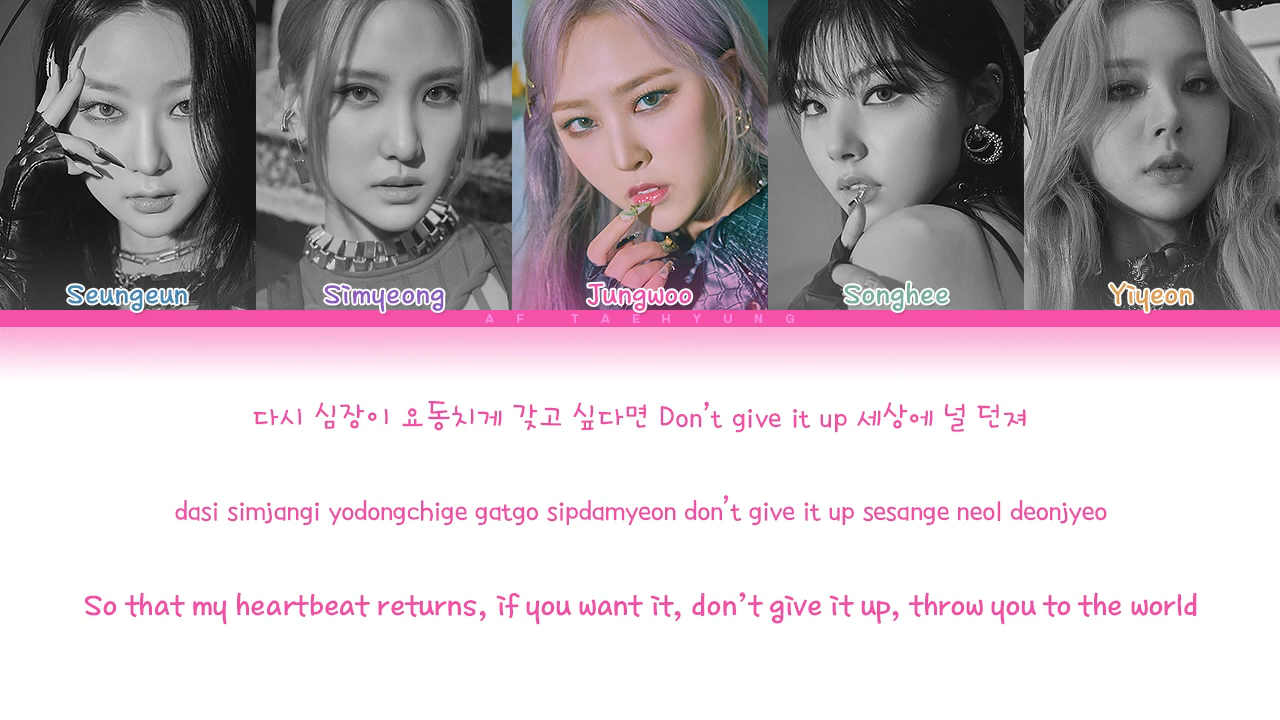 Seungeun
Simyeong
Jungwoo
Songhee
Yiyeon
AF TAEHYUNG
다시 심장이 요동치게 갖고 싶다면 Don't give it up 세상에 널 던져
dasi simjangi yodongchige gatgo sipdamyeon don't give it up sesange neol deonjyeo
So that my heartbeat returns, if you want it, don't give it up, throw you to the world